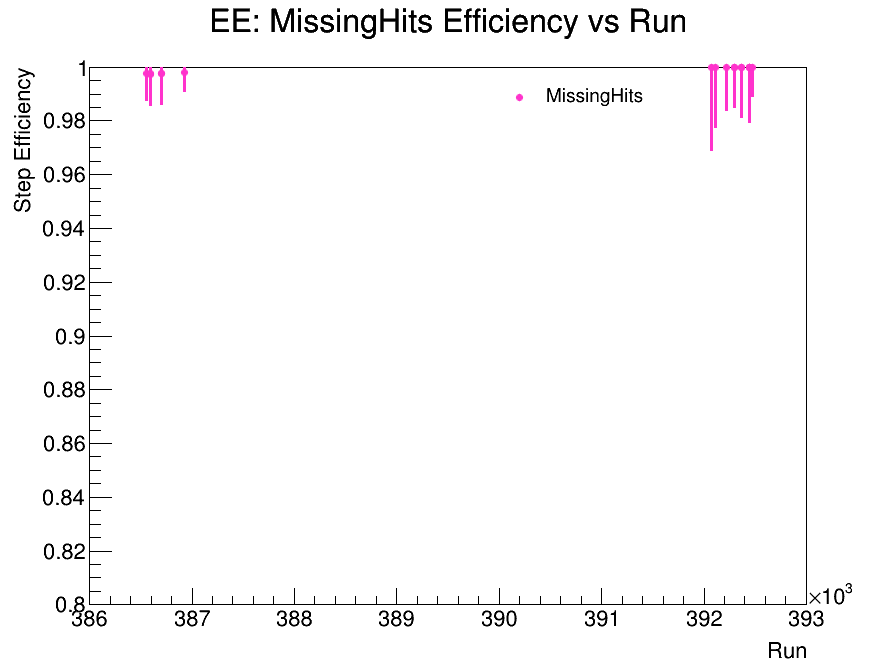 EE: MissingHits Efficiency vs Run
Step Efficiency
1
0.98
0.96
0.94
0.92
0.9
0.88
0.86
0.84
0.82
0.8
MissingHits
386 387 388 389 390 391 392 393
×10³
Run